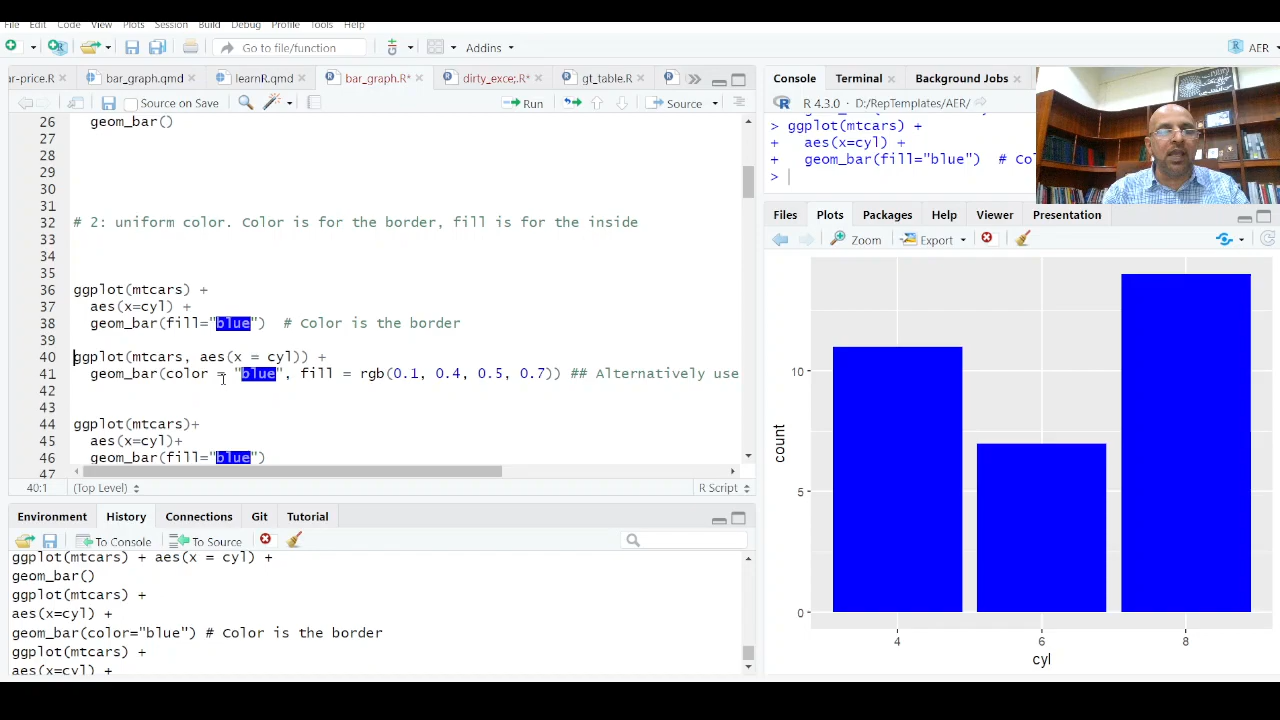 File Edit Code View Plots Session Build Debug Profile Tools Help
Go to file/function Addins AER
ar-price.R bar_graph.qmd learnR.qmd bar_graph.R* dirty_exce;.R* gt_table.R
Source on Save Run Source
26 geom_bar()
27
28
29
30
31
32 # 2: uniform color. Color is for the border, fill is for the inside
33
34
35
36 ggplot(mtcars) +
37 aes(x=cyl) +
38 geom_bar(fill="blue") # Color is the border
39
40 ggplot(mtcars, aes(x = cyl)) +
41 geom_bar(color = "blue", fill = rgb(0.1, 0.4, 0.5, 0.7)) ## Alternatively use
42
43
44 ggplot(mtcars)+
45 aes(x=cyl)+
46 geom_bar(fill="blue")
47
40:1 (Top Level) R Script
Environment History Connections Git Tutorial
To Console To Source
ggplot(mtcars) + aes(x = cyl) +
geom_bar()
ggplot(mtcars) +
aes(x=cyl) +
geom_bar(color="blue") # Color is the border
ggplot(mtcars) +
aes(x=cyl) +
Console Terminal Background Jobs
R 4.3.0 · D:/RepTemplates/AER/
> ggplot(mtcars) +
+ aes(x=cyl) +
+ geom_bar(fill="blue") # Co
>
Files Plots Packages Help Viewer Presentation
Zoom Export
10
5
0
count
4 6 8
cyl